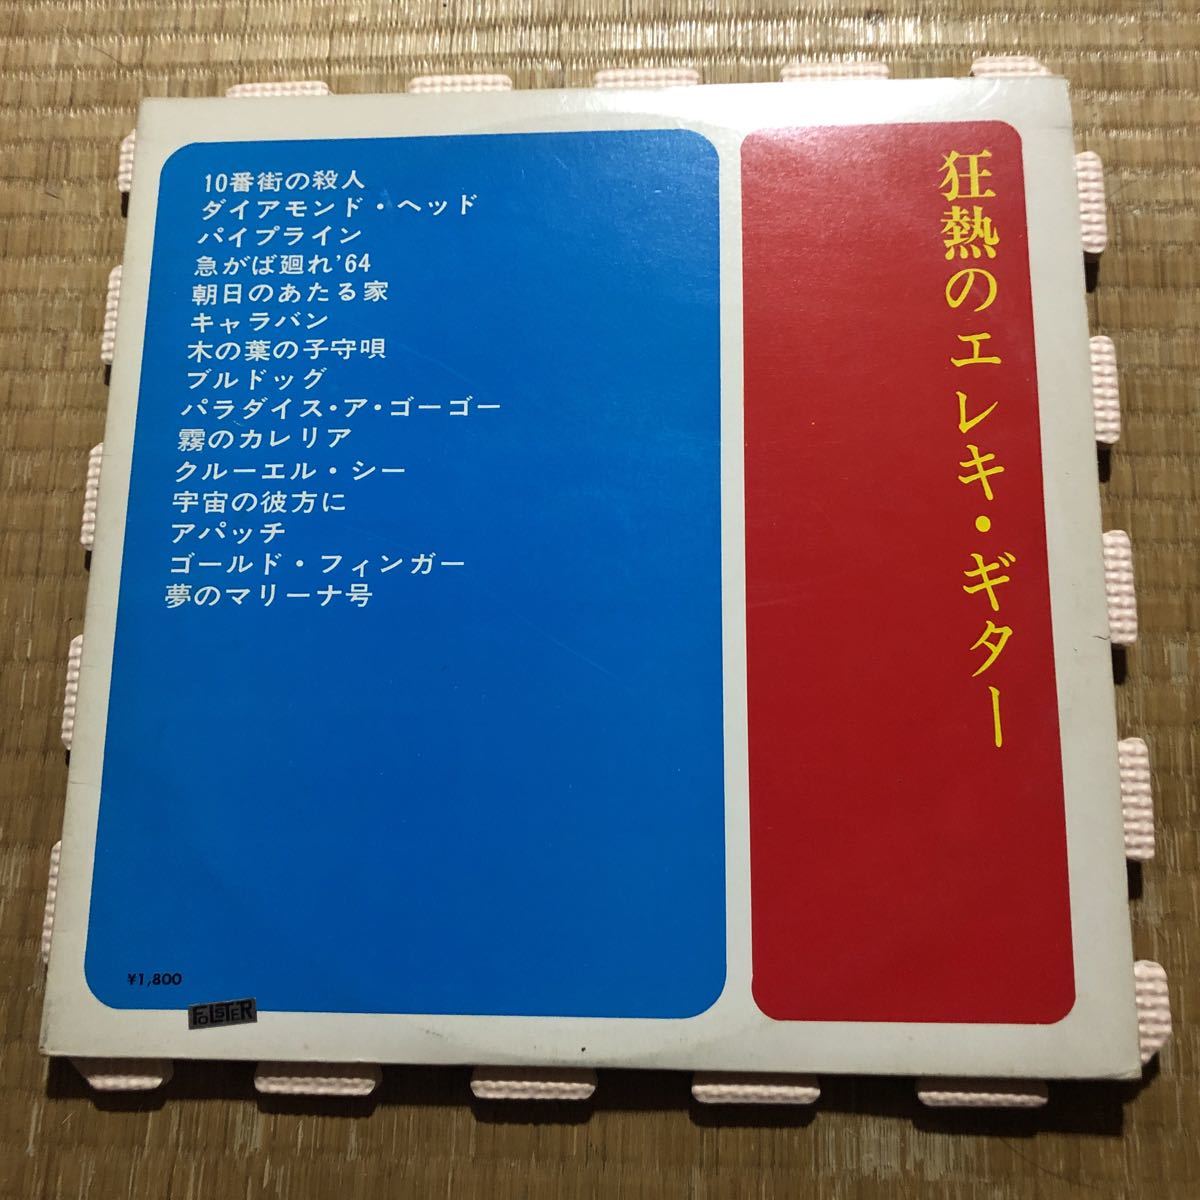 狂熱のエレキ・ギター
10番街の殺人
ダイアモンド・ヘッド
パイプライン
急がば廻れ'64
朝日のあたる家
キャラバン
木の葉の子守唄
ブルドッグ
パラダイス・ア・ゴーゴー
霧のカレリア
クルーエル・シー
宇宙の彼方に
アパッチ
ゴールド・フィンガー
夢のマリーナ号
¥1,800
FOLSTER